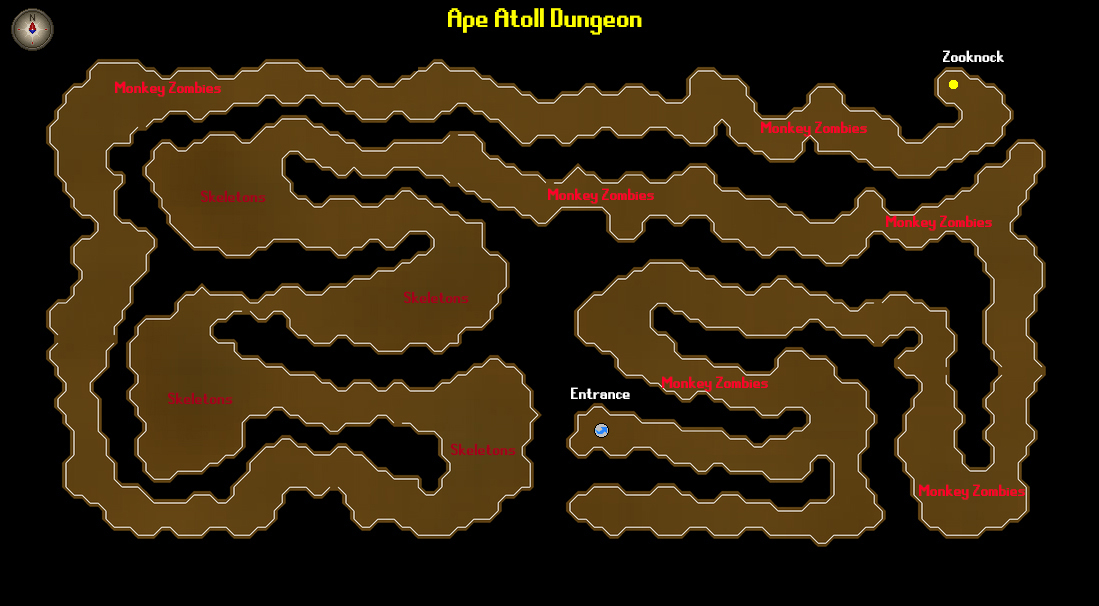 Ape Atoll Dungeon
N
Zooknock
Monkey Zombies
Monkey Zombies
Skeletons
Monkey Zombies
Monkey Zombies
Skeletons
Monkey Zombies
Entrance
Skeletons
Skeletons
Monkey Zombies